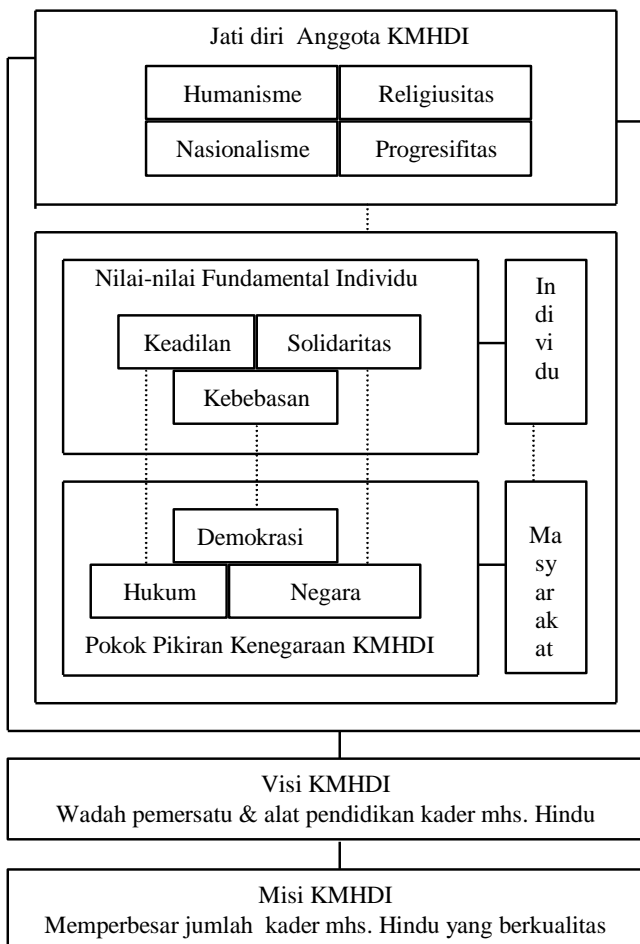 Jati diri Anggota KMHDI
Humanisme Religiusitas
Nasionalisme Progresifitas
Nilai-nilai Fundamental Individu
Keadilan Solidaritas
Kebebasan
In
di
vi
du
Demokrasi
Hukum Negara
Pokok Pikiran Kenegaraan KMHDI
Ma
sy
ar
ak
at
Visi KMHDI
Wadah pemersatu & alat pendidikan kader mhs. Hindu
Misi KMHDI
Memperbesar jumlah kader mhs. Hindu yang berkualitas